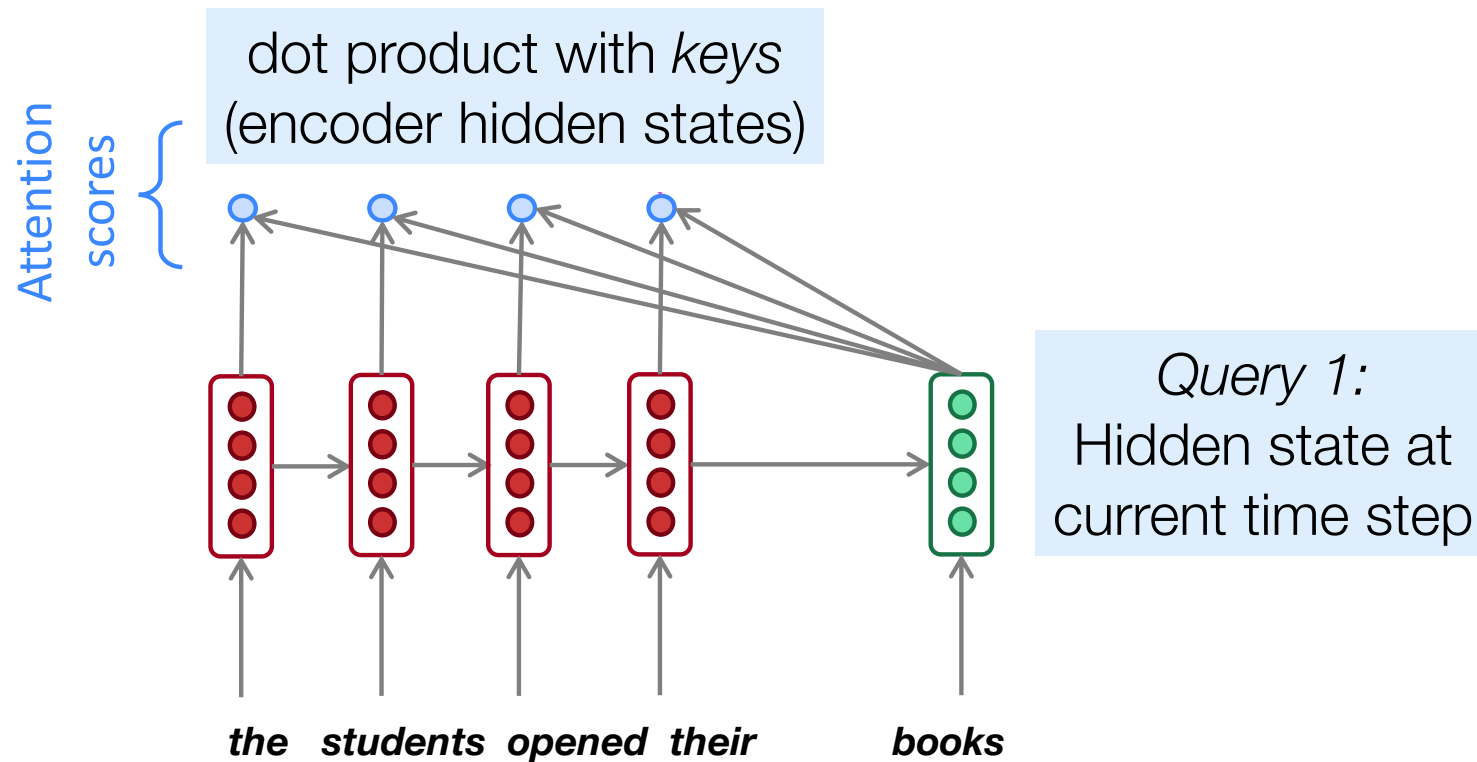 dot product with keys
(encoder hidden states)
Attention
scores
Query 1:
Hidden state at
current time step
the students opened their books